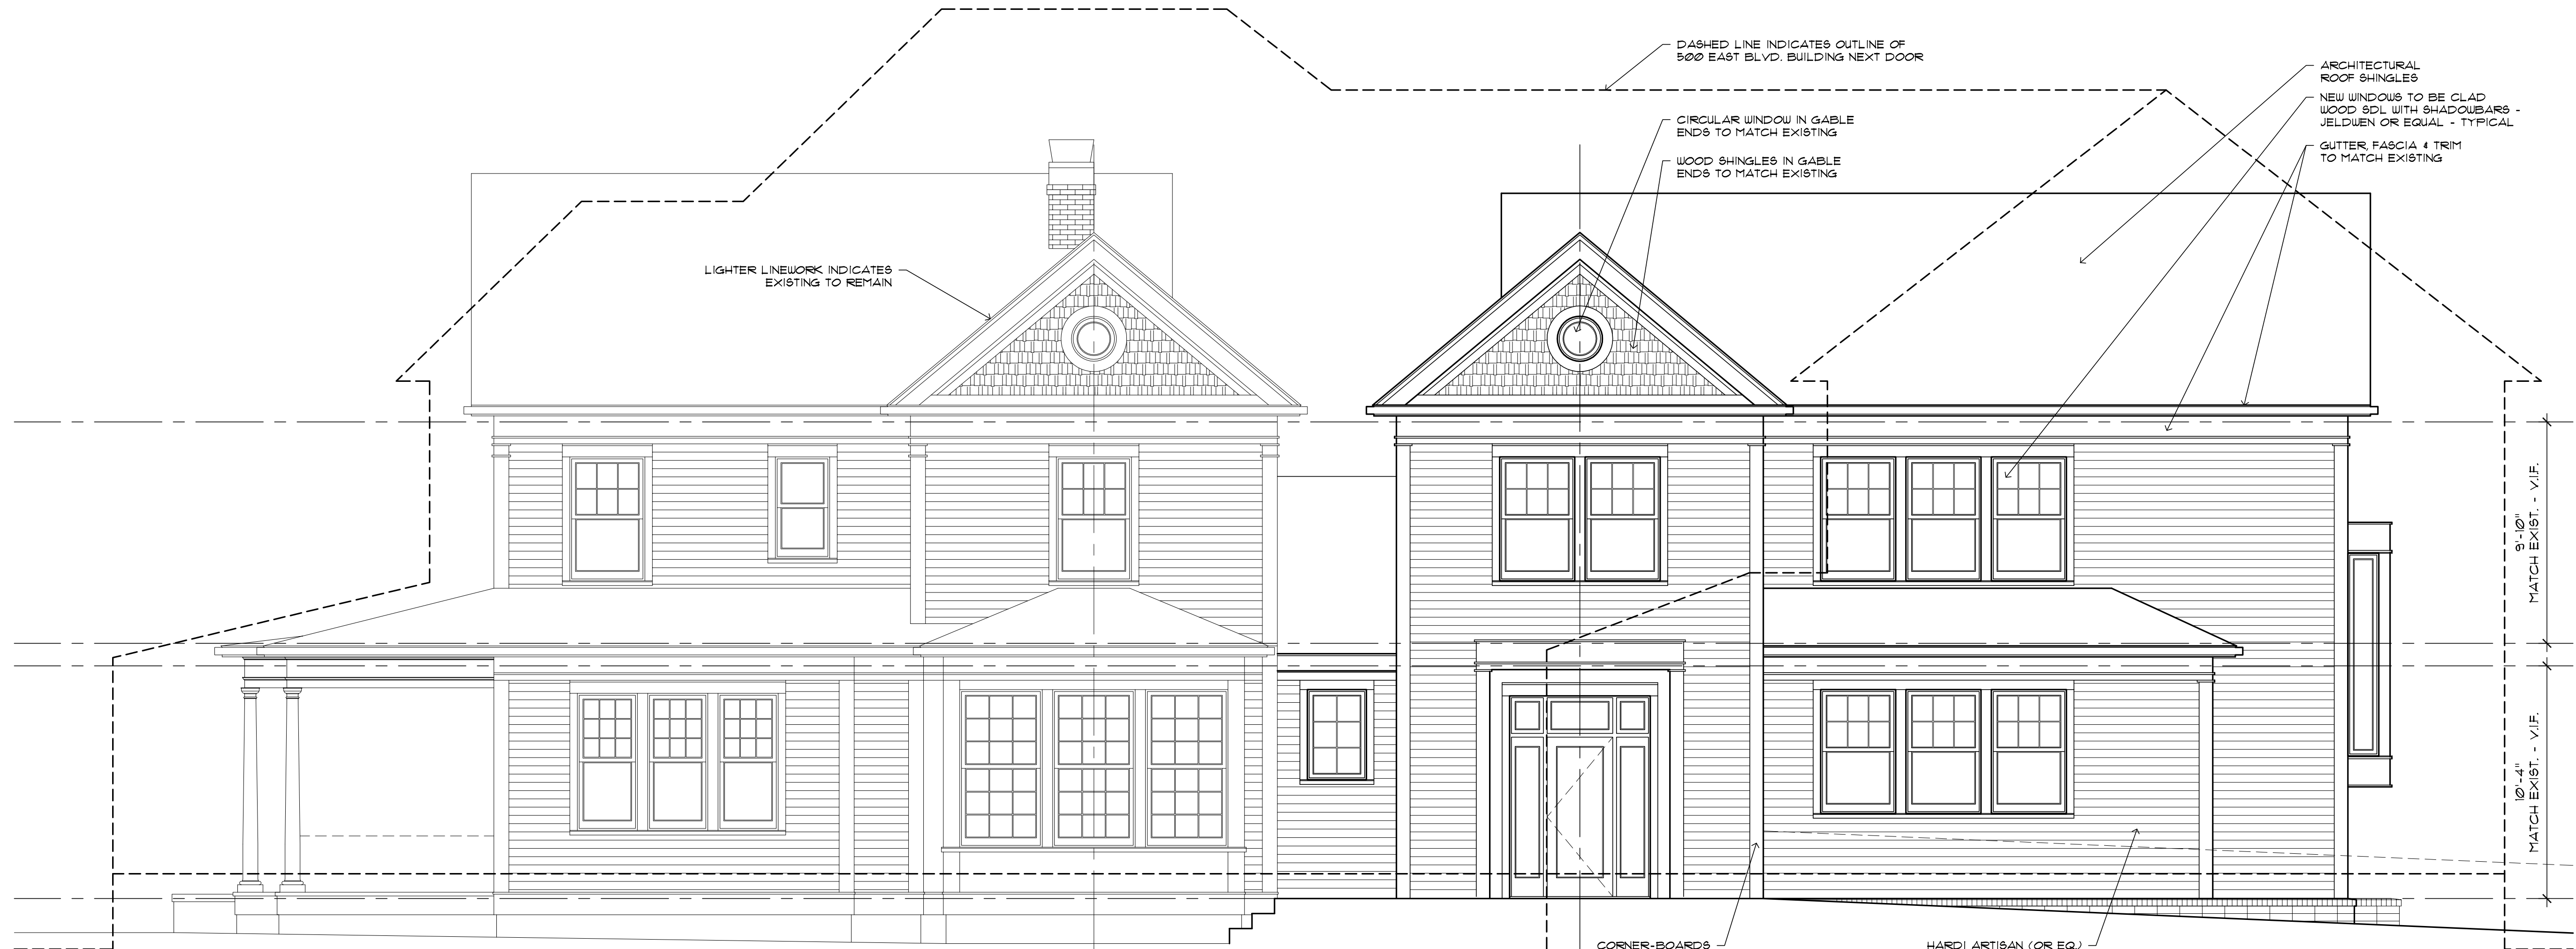 DASHED LINE INDICATES OUTLINE OF
500 EAST BLVD. BUILDING NEXT DOOR
ARCHITECTURAL
ROOF SHINGLES
NEW WINDOWS TO BE CLAD
WOOD SDL WITH SHADOWBARS -
JELDWEN OR EQUAL - TYPICAL
CIRCULAR WINDOW IN GABLE
ENDS TO MATCH EXISTING
GUTTER, FASCIA & TRIM
TO MATCH EXISTING
WOOD SHINGLES IN GABLE
ENDS TO MATCH EXISTING
LIGHTER LINEWORK INDICATES
EXISTING TO REMAIN
9'-10"
MATCH EXIST. - V.I.F.
10'-4"
MATCH EXIST. - V.I.F.
CORNER-BOARDS
HARDI ARTISAN (OR EQ.)